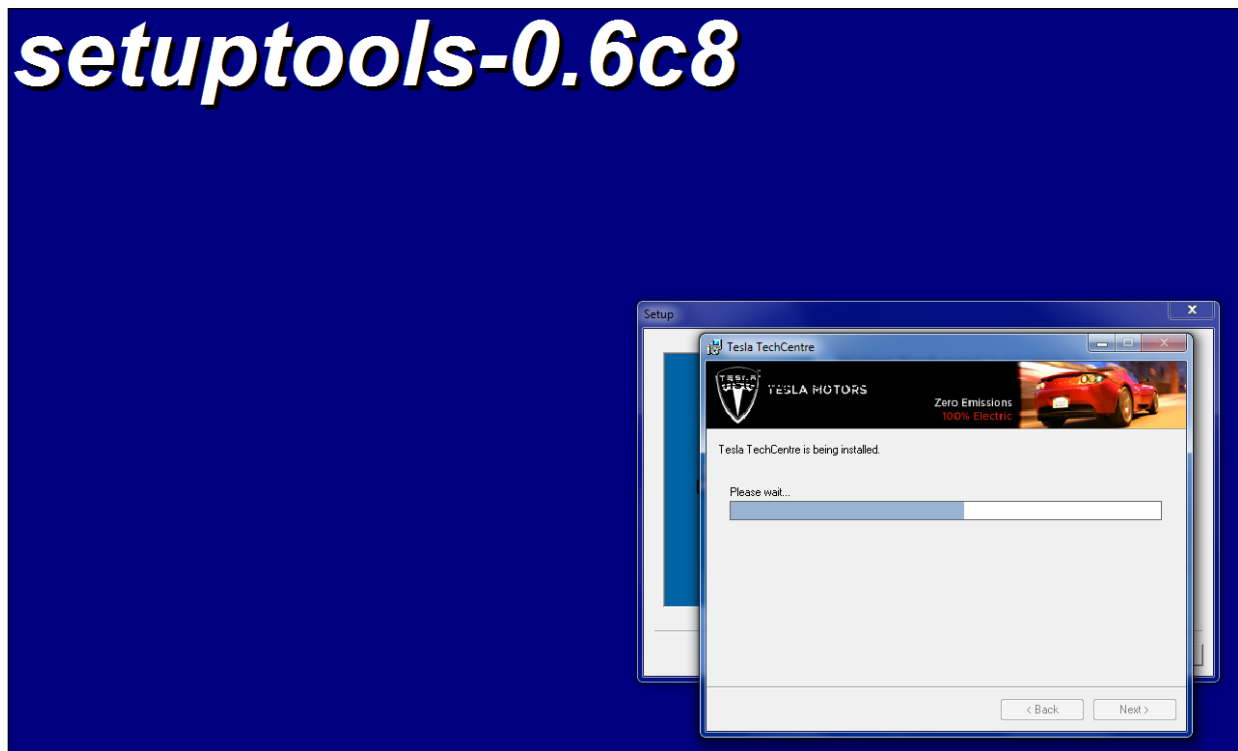 setuptools-0.6c8
Setup
x
Tesla TechCentre
TESLA
TESLA MOTORS
Zero Emissions
100% Electric
Tesla TechCentre is being installed.
Please wait...
< Back
Next >